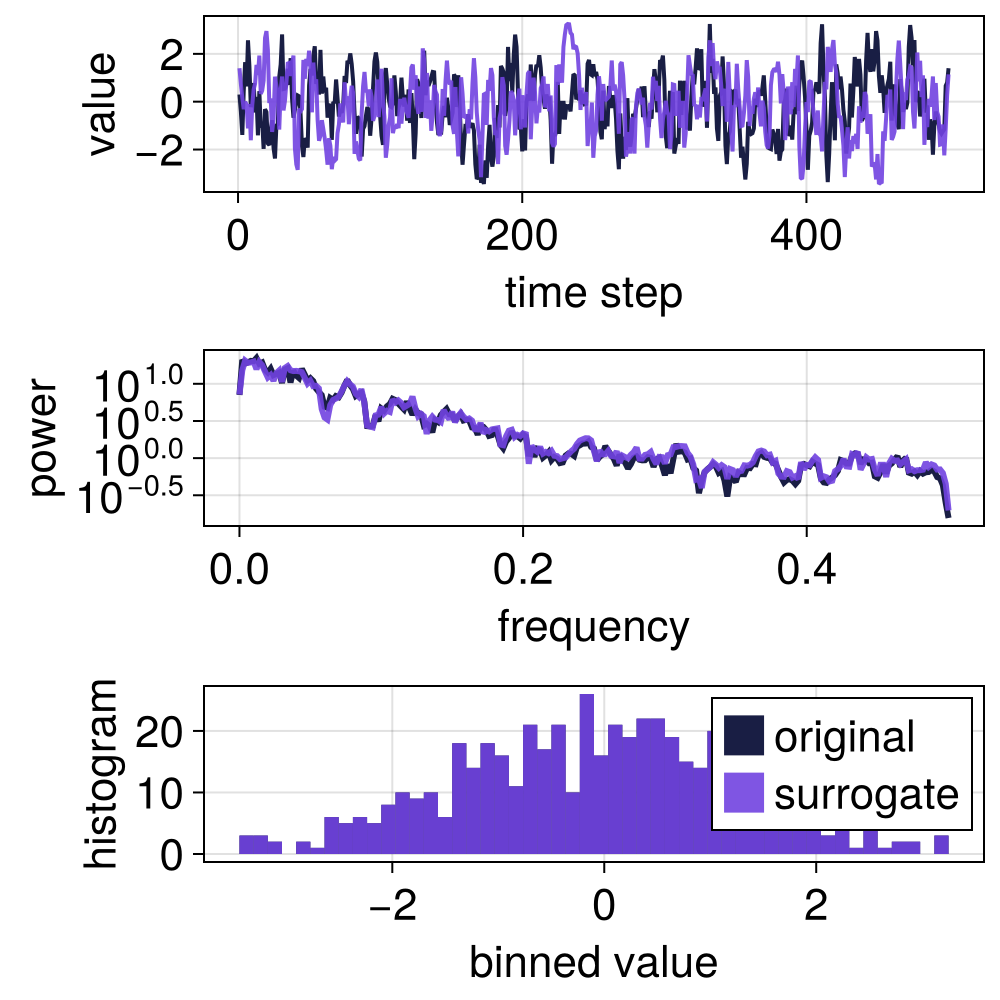 value
2
0
−2
0 200 400
time step
power
10^1.0
10^0.5
10^0.0
10^−0.5
0.0 0.2 0.4
frequency
histogram
20
10
0
original
surrogate
−2 0 2
binned value